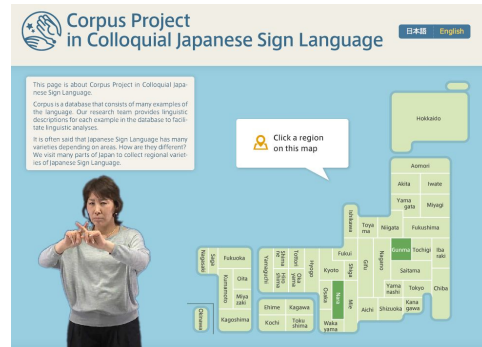 Corpus Project
in Colloquial Japanese Sign Language
日本語
English
This page is about Corpus Project in Colloquial Japa-
nese Sign Language.
Corpus is a database that consists of many examples of
the language. Our research team provides linguistic
descriptions for each example in the database to facili-
tate linguistic analyses.
It is often said that Japanese Sign Language has many
varieties depending on areas. How are they different?
We visit many parts of Japan to collect regional variet-
ies of Japanese Sign Language.
Click a region
on this map
Hokkaido
Aomori
Akita
Iwate
Yama
gata
Miyagi
Ishikawa
Toya
ma
Niigata
Fukushima
Nagasaki
Saga
Fukuoka
Yamaguchi
Shima
ne
Hiro
shima
Tottori
Oka
yama
Hyogo
Fukui
Kyoto
Shiga
Gifu
Nagano
Gunma
Tochigi
Iba
raki
Saitama
Kumamoto
Oita
Miya
zaki
Osaka
Nara
Mie
Yama
nashi
Tokyo
Chiba
Okinawa
Kagoshima
Ehime
Kagawa
Kochi
Toku
shima
Waka
yama
Aichi
Shizuoka
Kana
gawa